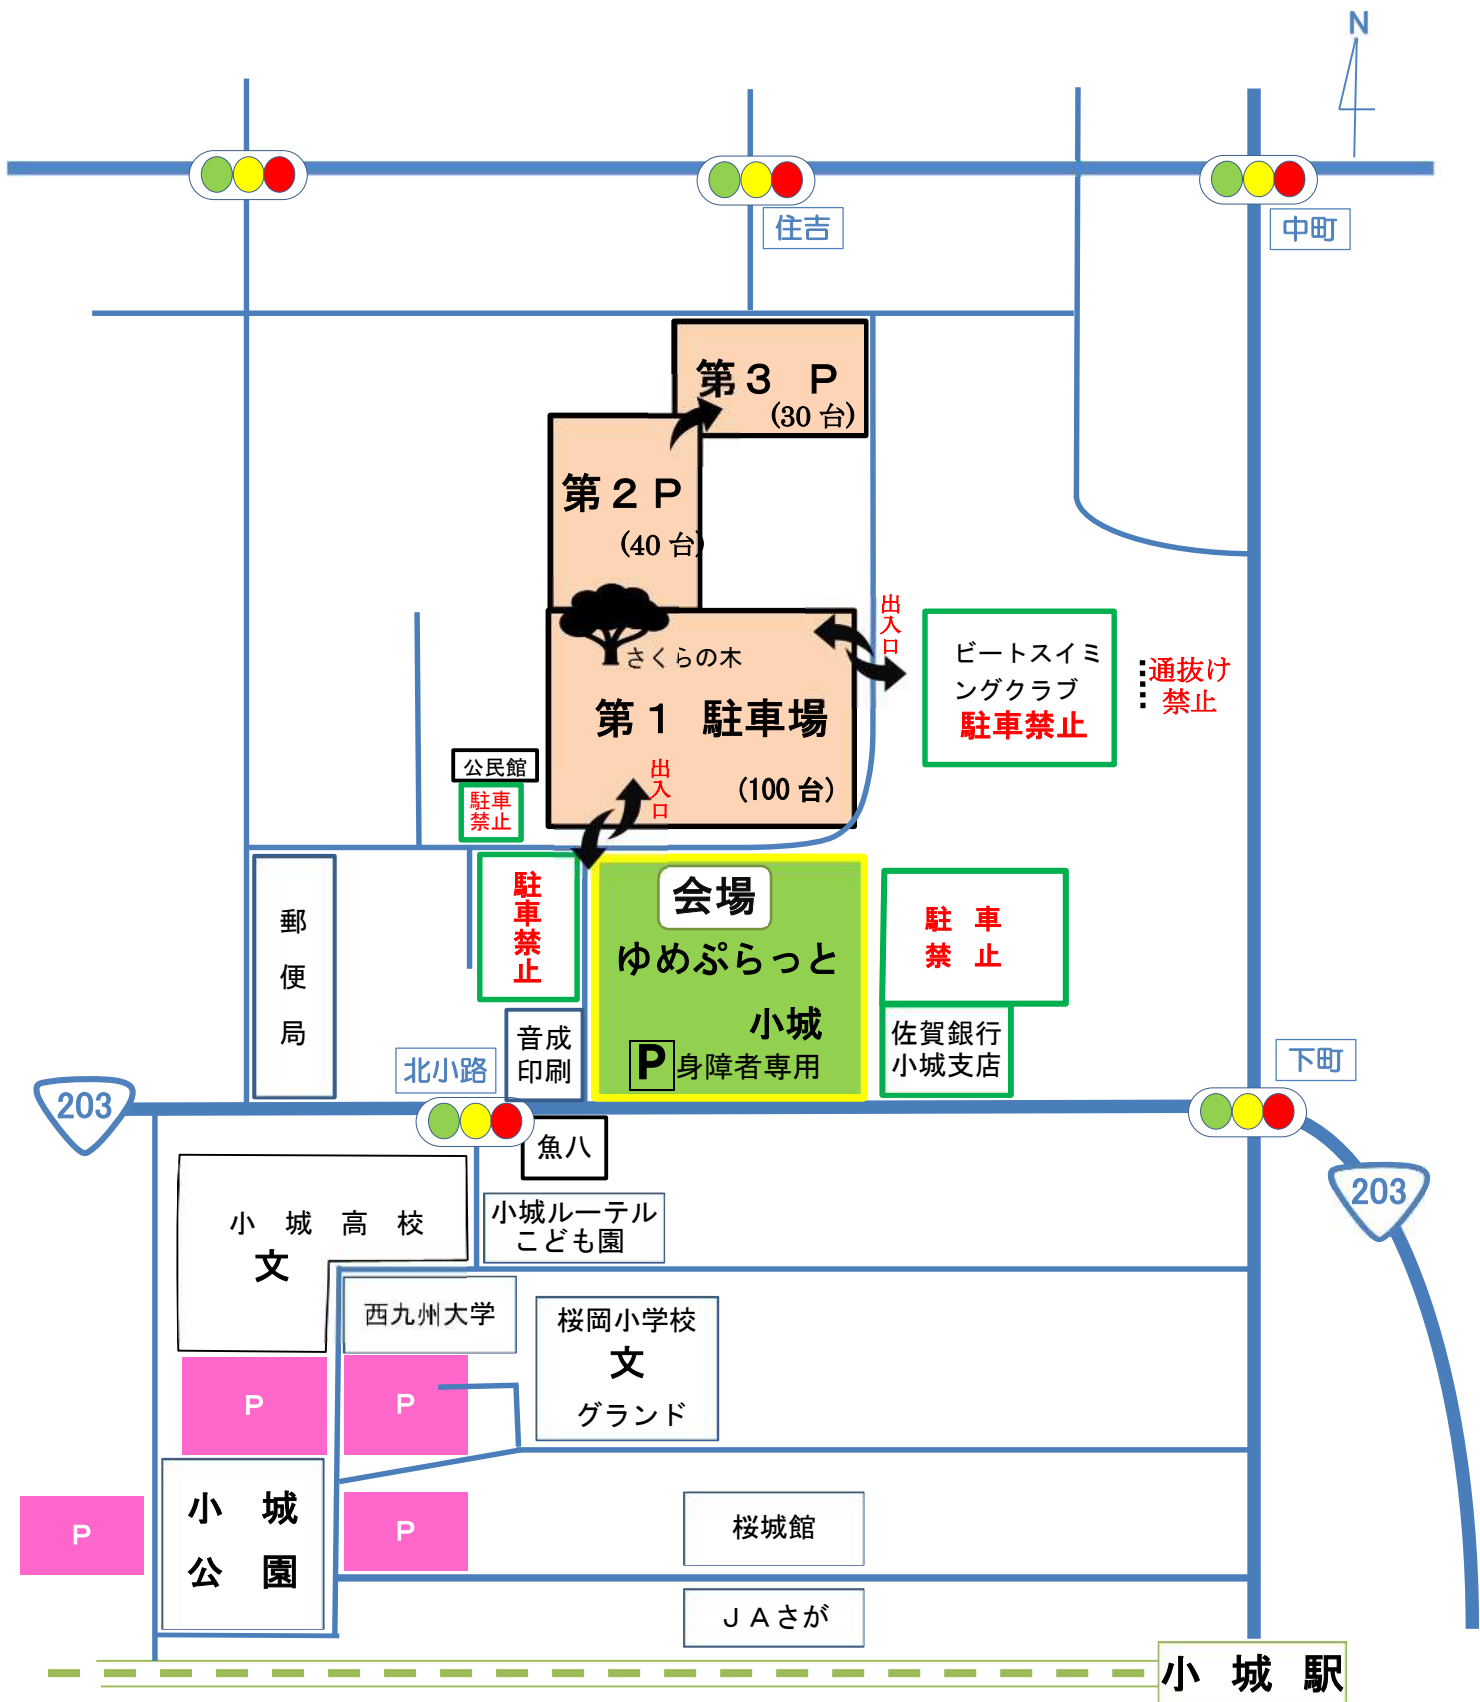 N
住吉
中町
第３　Ｐ
(30 台)
第２Ｐ
(40 台)
さくらの木
第１　駐車場
(100 台)
出入口
出入口
ビートスイミ
ングクラブ
駐車禁止
通抜け
禁止
公民館
駐車
禁止
郵便局
駐車禁止
会場
ゆめぷらっと
小城
P 身障者専用
駐　車
禁　止
佐賀銀行
小城支店
音成
印刷
北小路
下町
203
203
魚八
小　城　高　校
文
小城ルーテル
こども園
西九州大学
桜岡小学校
文
グランド
P
P
小　城
公　園
P
P
桜城館
ＪＡさが
小　城　駅